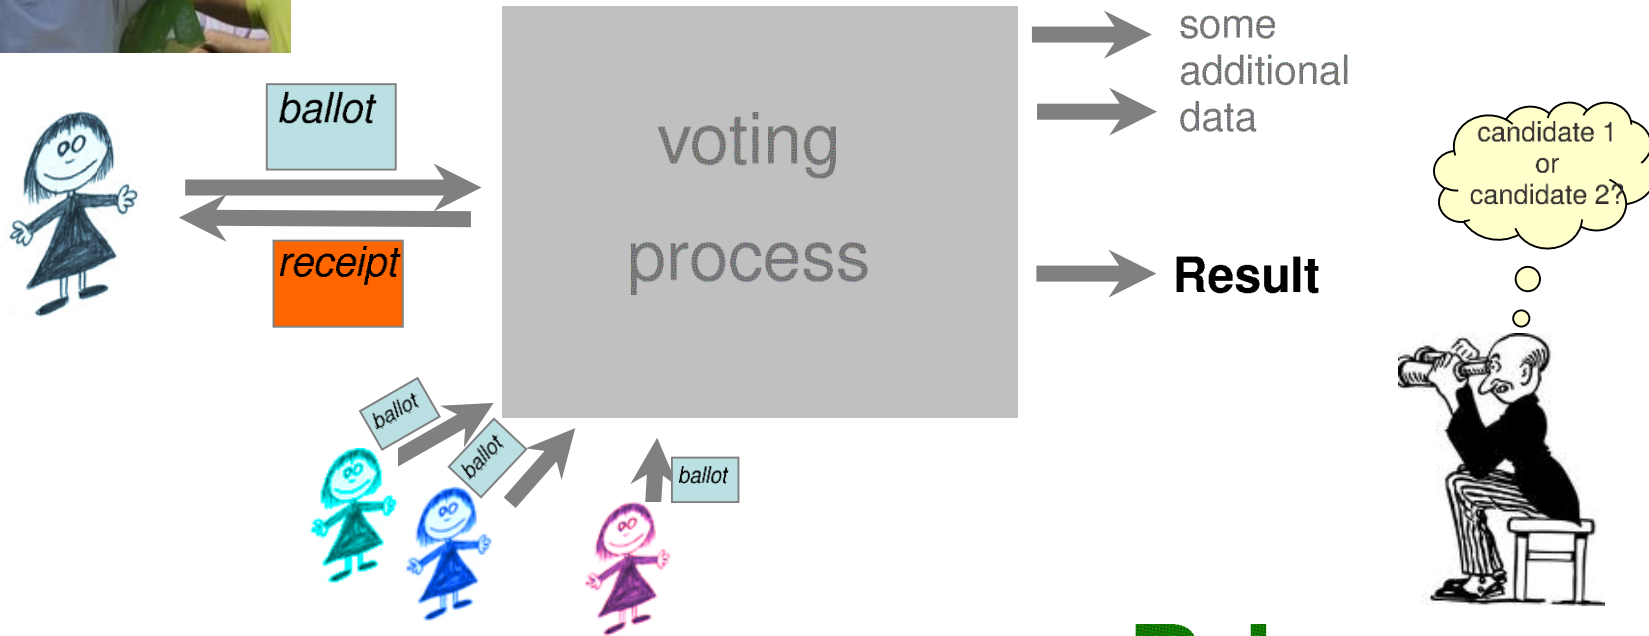 some
additional
data
ballot
voting
process
receipt
Result
candidate 1
or
candidate 2?
ballot
ballot
ballot